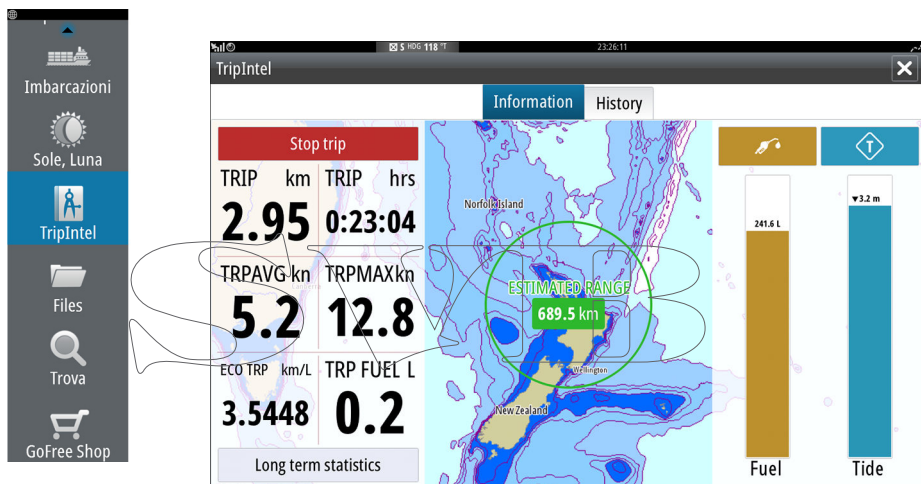 Imbarcazioni
Sole, Luna
TripIntel
Files
Trova
GoFree Shop
S HDG 118 °T
23:26:11
TripIntel
Information
History
Stop trip
TRIP km
2.95
TRIP hrs
0:23:04
TRPAVG kn
5.2
TRPMAX kn
12.8
ECO TRP km/L
3.5448
TRP FUEL L
0.2
Long term statistics
Norfolk Island
ESTIMATED RANGE
689.5 km
Wellington
New Zealand
T
241.6 L
▼3.2 m
Fuel
Tide